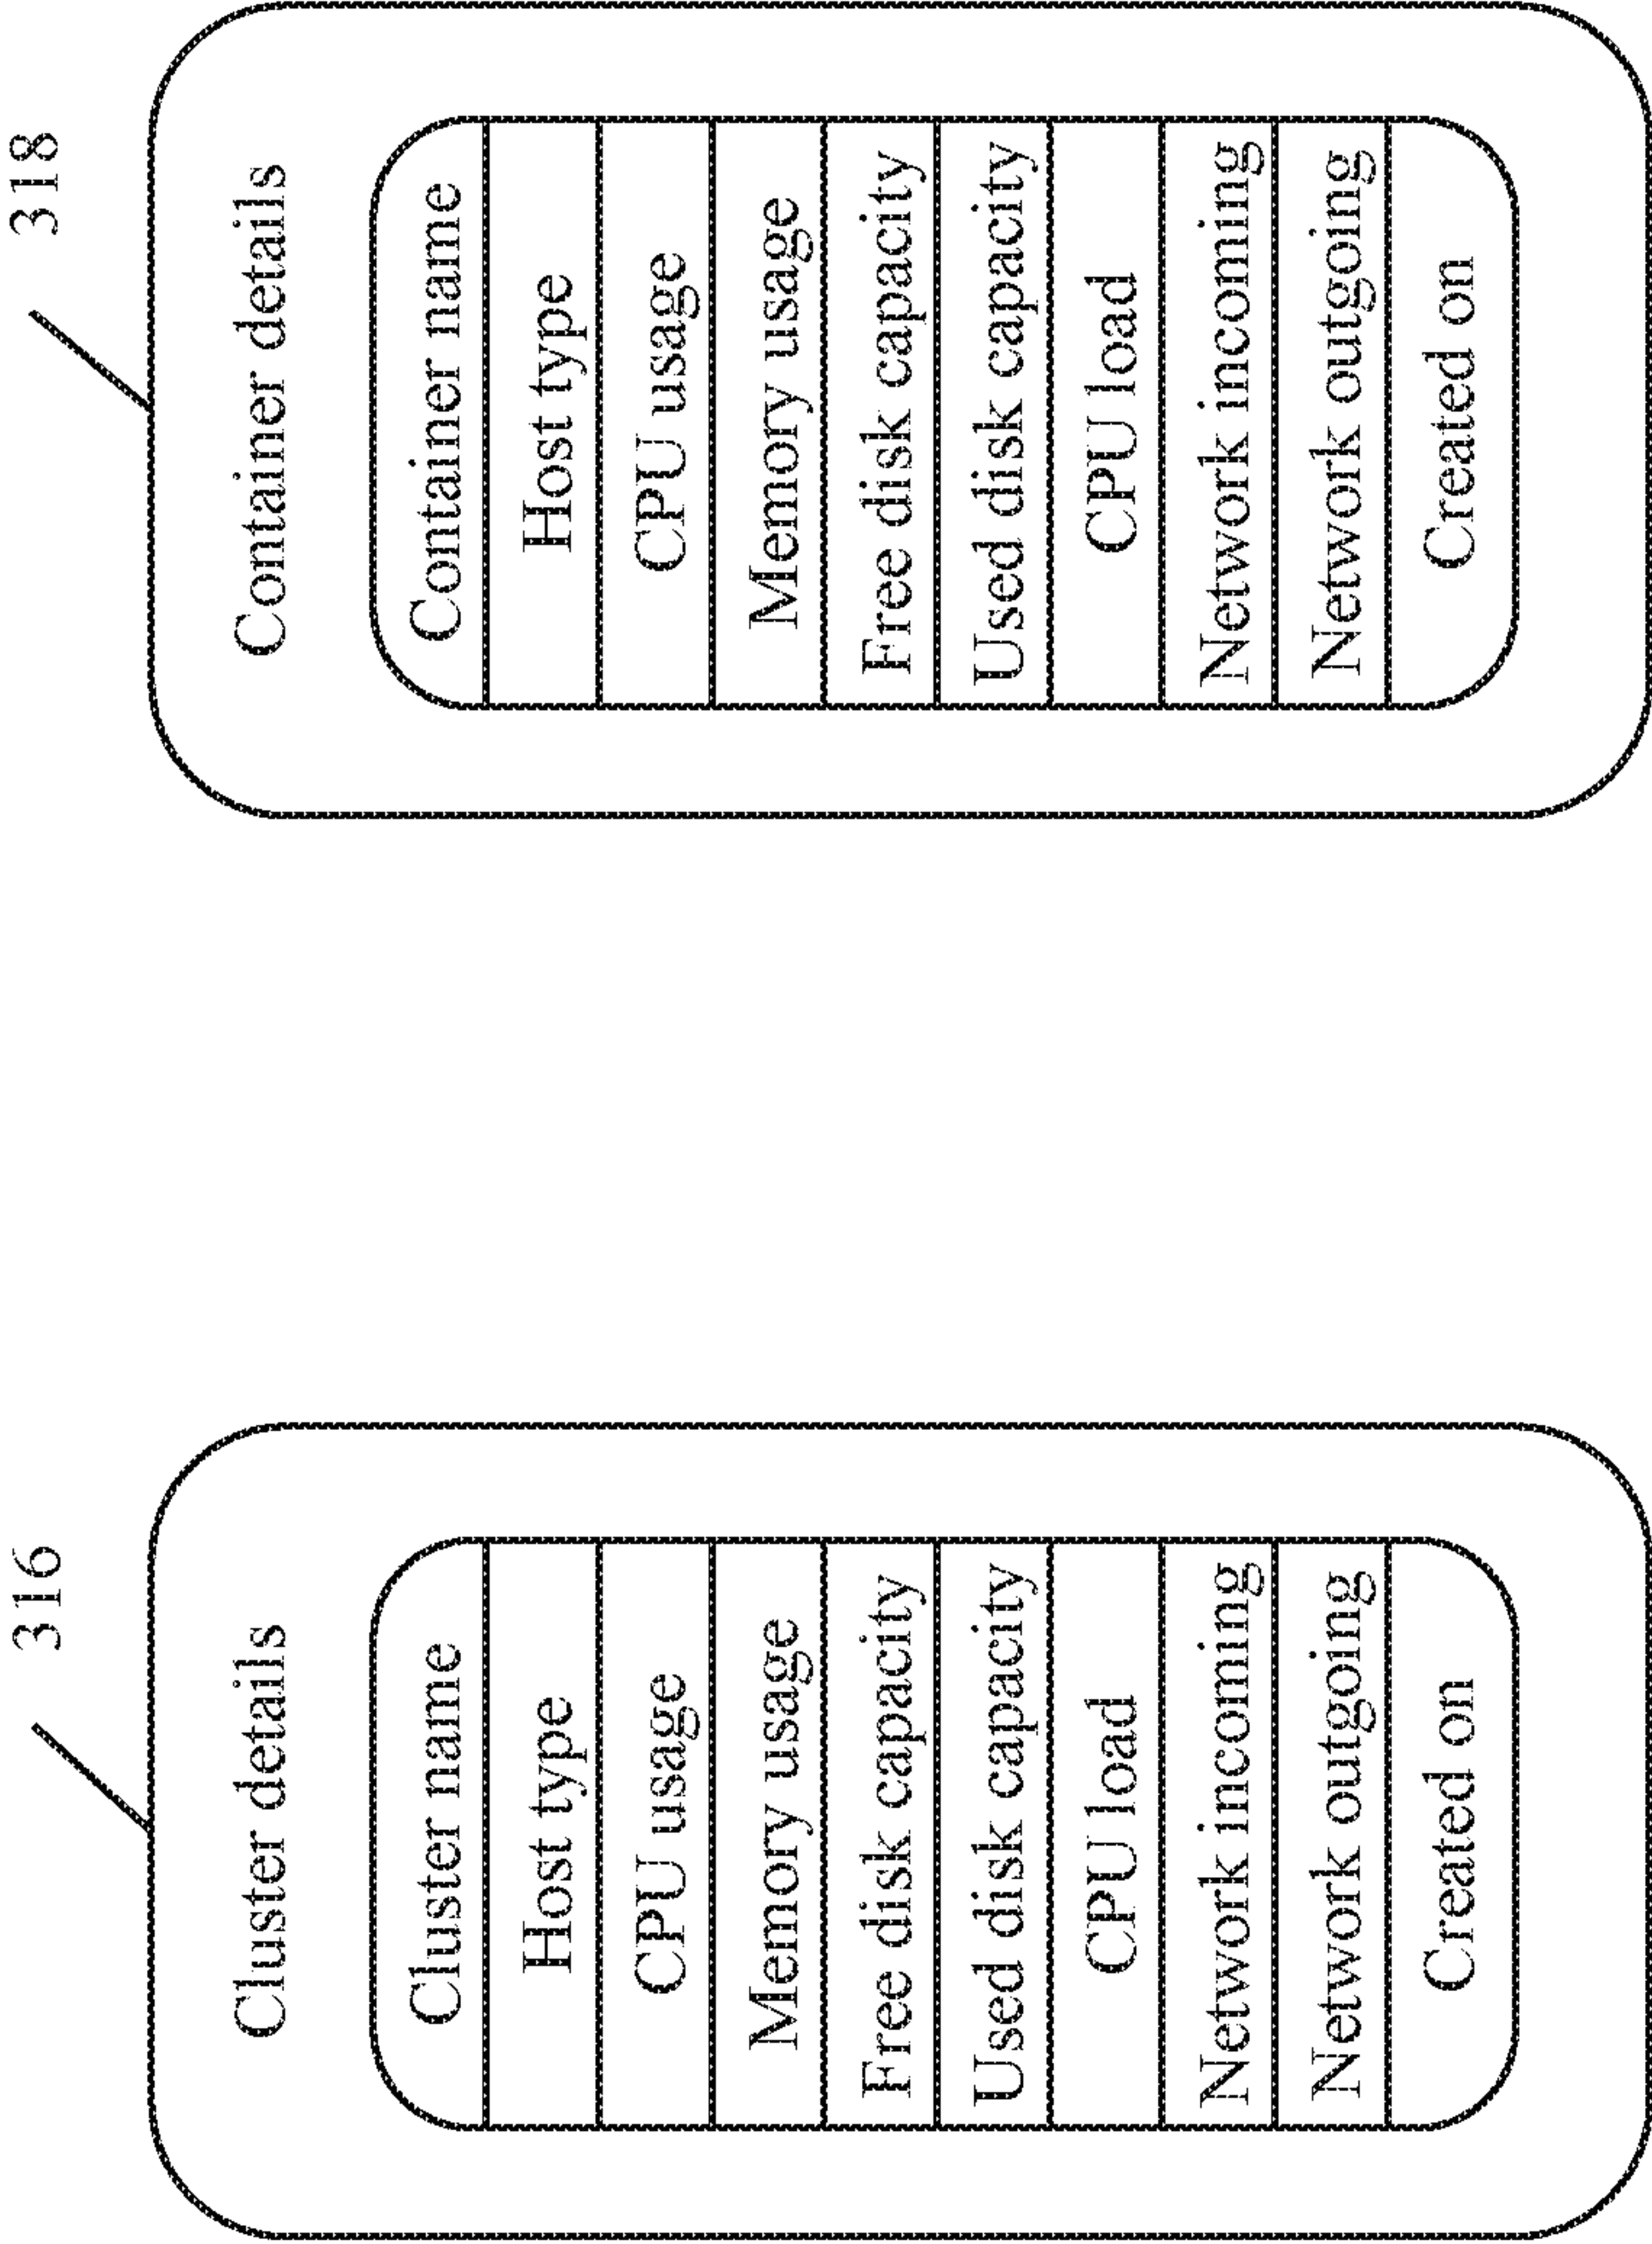 316
Cluster details
Cluster name
Host type
CPU usage
Memory usage
Free disk capacity
Used disk capacity
CPU load
Network incoming
Network outgoing
Created on
318
Container details
Container name
Host type
CPU usage
Memory usage
Free disk capacity
Used disk capacity
CPU load
Network incoming
Network outgoing
Created on